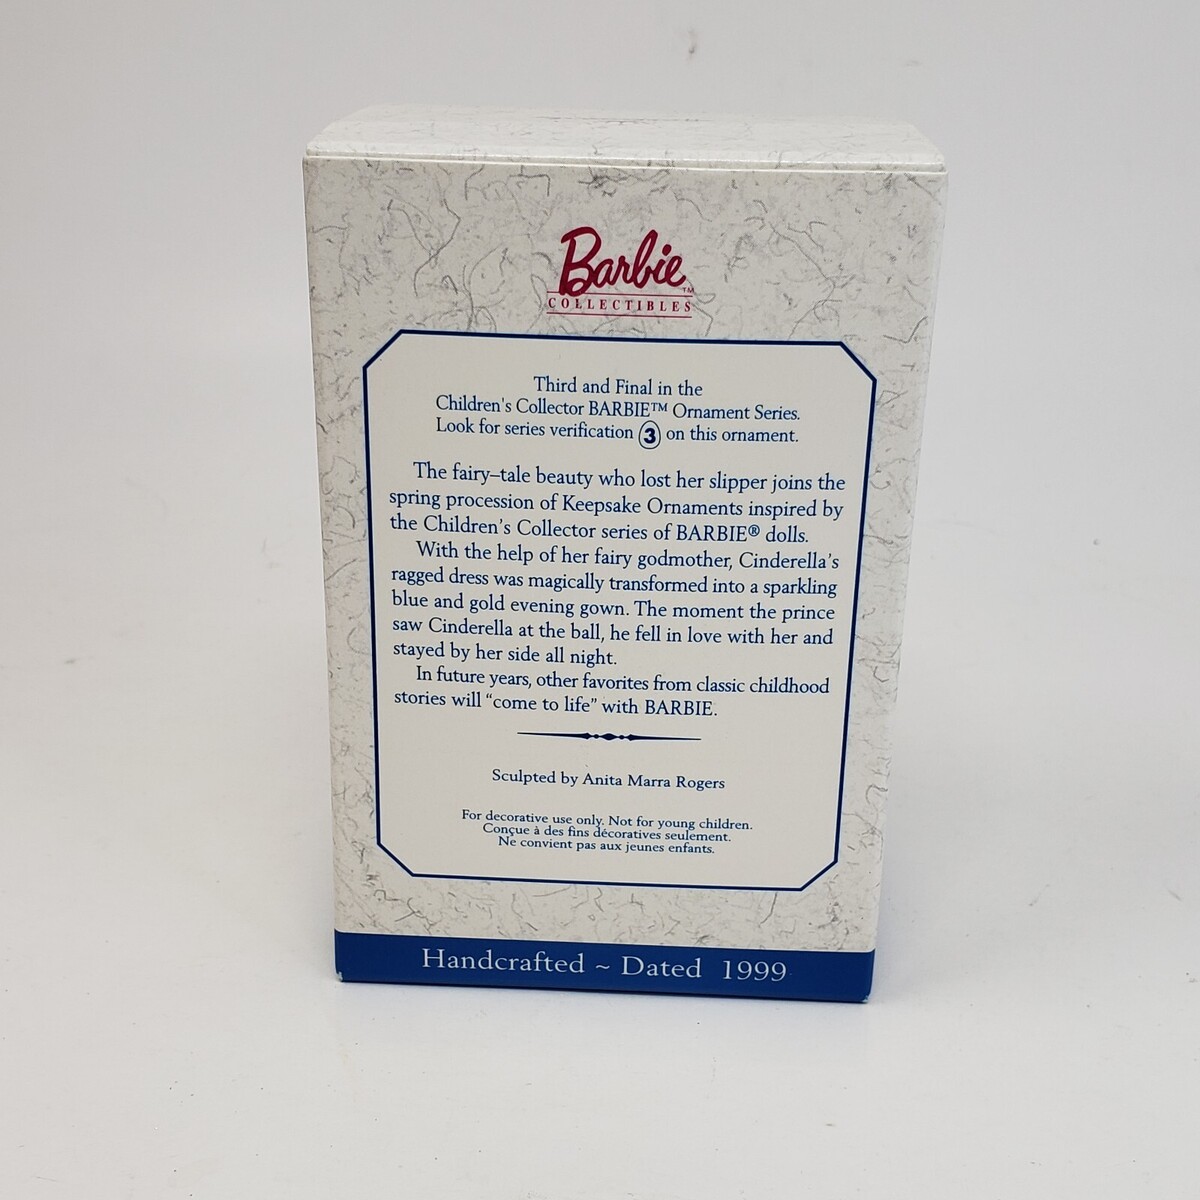 Barbie™
COLLECTIBLES
Third and Final in the
Children's Collector BARBIE™ Ornament Series.
Look for series verification 3 on this ornament.
The fairy–tale beauty who lost her slipper joins the
spring procession of Keepsake Ornaments inspired by
the Children's Collector series of BARBIE® dolls.
With the help of her fairy godmother, Cinderella's
ragged dress was magically transformed into a sparkling
blue and gold evening gown. The moment the prince
saw Cinderella at the ball, he fell in love with her and
stayed by her side all night.
In future years, other favorites from classic childhood
stories will “come to life” with BARBIE.
Sculpted by Anita Marra Rogers
For decorative use only. Not for young children.
Conçue à des fins décoratives seulement.
Ne convient pas aux jeunes enfants.
Handcrafted ~ Dated 1999